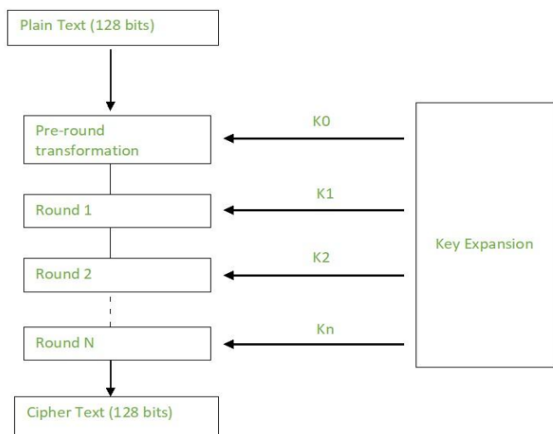 Plain Text (128 bits)
Pre-round
transformation
K0
Round 1
K1
Key Expansion
Round 2
K2
Round N
Kn
Cipher Text (128 bits)